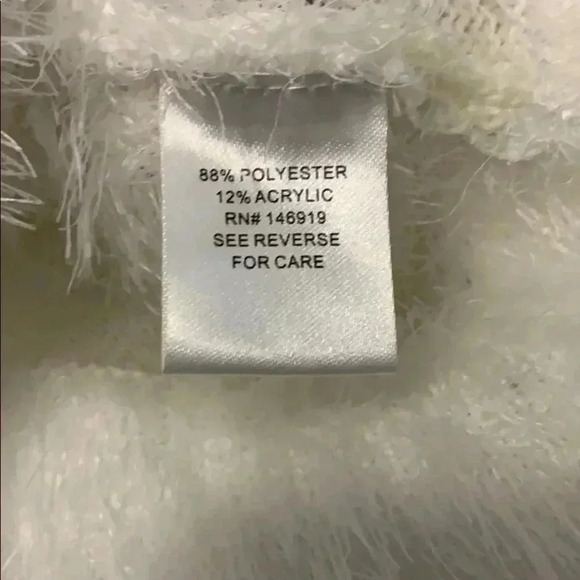 88% POLYESTER
12% ACRYLIC
RN# 146919
SEE REVERSE
FOR CARE